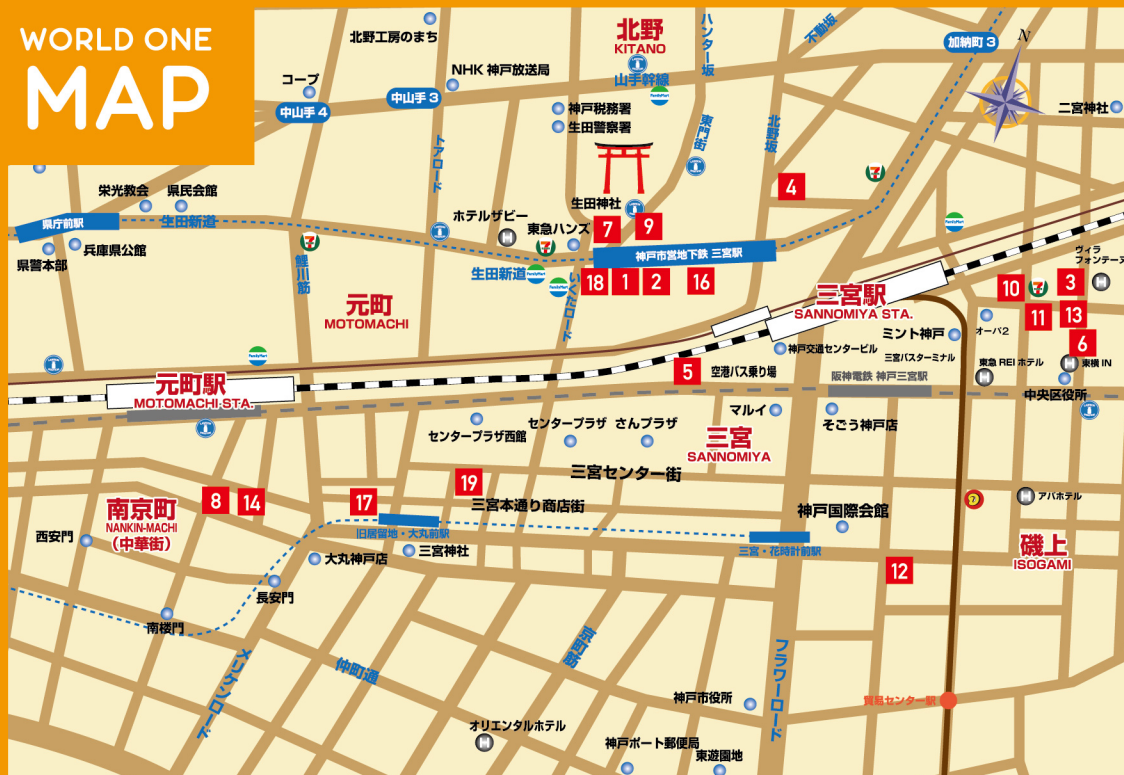 WORLD ONE
MAP
北野工房のまち
北野
KITANO
ハンター坂
不動坂
加納町 3
N
コープ
NHK 神戸放送局
山手幹線
FamilyMart
中山手 4
中山手 3
神戸税務署
生田警察署
二宮神社
トアロード
東門街
北野坂
4
7
栄光教会
県民会館
生田神社
ホテルザビー
東急ハンズ
7
9
県庁前駅
生田新道
兵庫県公館
県警本部
H
7
FamilyMart
神戸市営地下鉄 三宮駅
ヴィラ
フォンテーヌ
鯉川筋
7
生田新道
FamilyMart
FamilyMart
いくたロード
18
1
2
16
10
7
3
H
元町
MOTOMACHI
三宮駅
SANNOMIYA STA.
オーパ2
11
13
ミント神戸
6
FamilyMart
神戸交通センタービル
三宮バスターミナル
東急 REI ホテル
H
H
東横 IN
元町駅
MOTOMACHI STA.
5
空港バス乗り場
阪神電鉄 神戸三宮駅
中央区役所
マルイ
そごう神戸店
センタープラザ西館
センタープラザ
さんプラザ
三宮
SANNOMIYA
三宮センター街
南京町
NANKIN-MACHI
(中華街)
8
14
17
19
三宮本通り商店街
神戸国際会館
H
アパホテル
西安門
旧居留地・大丸前駅
三宮・花時計前駅
磯上
ISOGAMI
大丸神戸店
三宮神社
12
長安門
南楼門
メリケンロード
仲町通
京町筋
フラワーロード
神戸市役所
貿易センター駅
オリエンタルホテル
H
神戸ポート郵便局
東遊園地